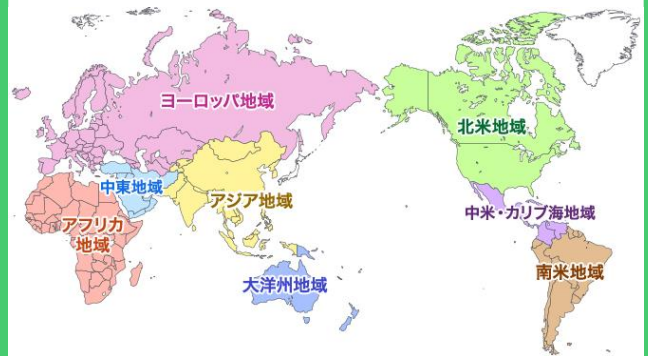 ヨーロッパ地域
北米地域
中東地域
アジア地域
アフリカ
地域
中米・カリブ海地域
大洋州地域
南米地域